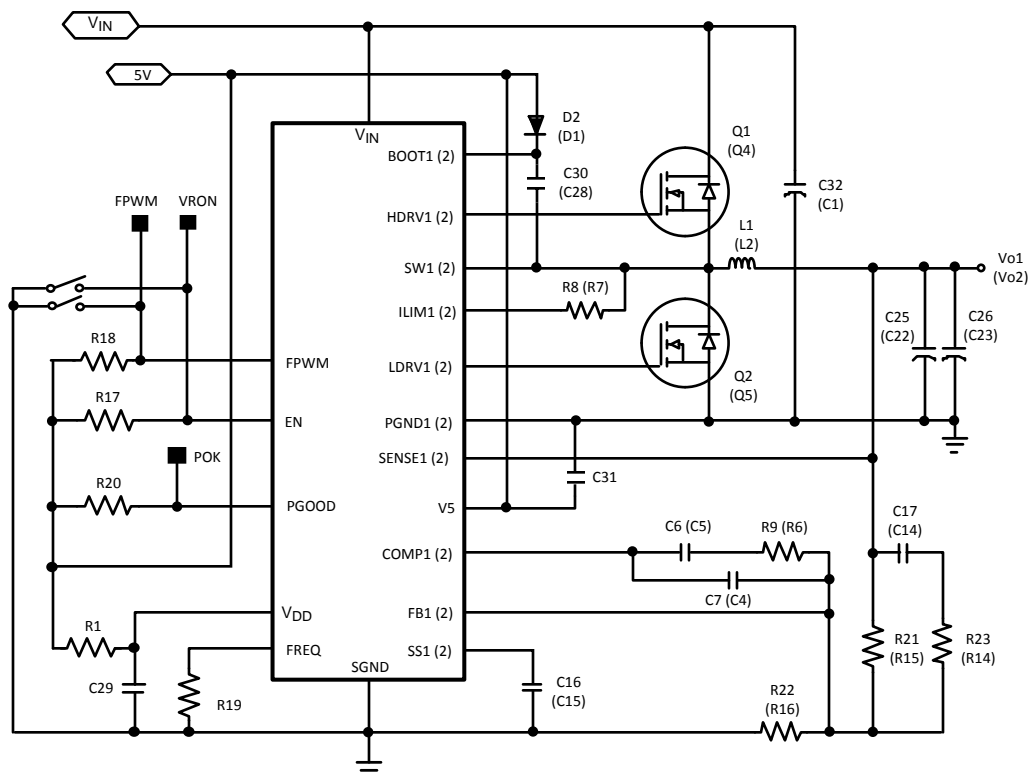 VIN
5V
D2
(D1)
Q1
(Q4)
VIN
BOOT1 (2)
C30
(C28)
C32
(C1)
FPWM
VRON
HDRV1 (2)
L1
(L2)
Vo1
(Vo2)
SW1 (2)
R8 (R7)
ILIM1 (2)
C25
(C22)
C26
(C23)
R18
FPWM
LDRV1 (2)
Q2
(Q5)
R17
EN
PGND1 (2)
POK
SENSE1 (2)
C31
R20
PGOOD
V5
C17
(C14)
C6 (C5)
R9 (R6)
COMP1 (2)
C7 (C4)
VDD
FB1 (2)
R1
FREQ
SS1 (2)
R21
(R15)
R23
(R14)
SGND
C29
R19
C16
(C15)
R22
(R16)